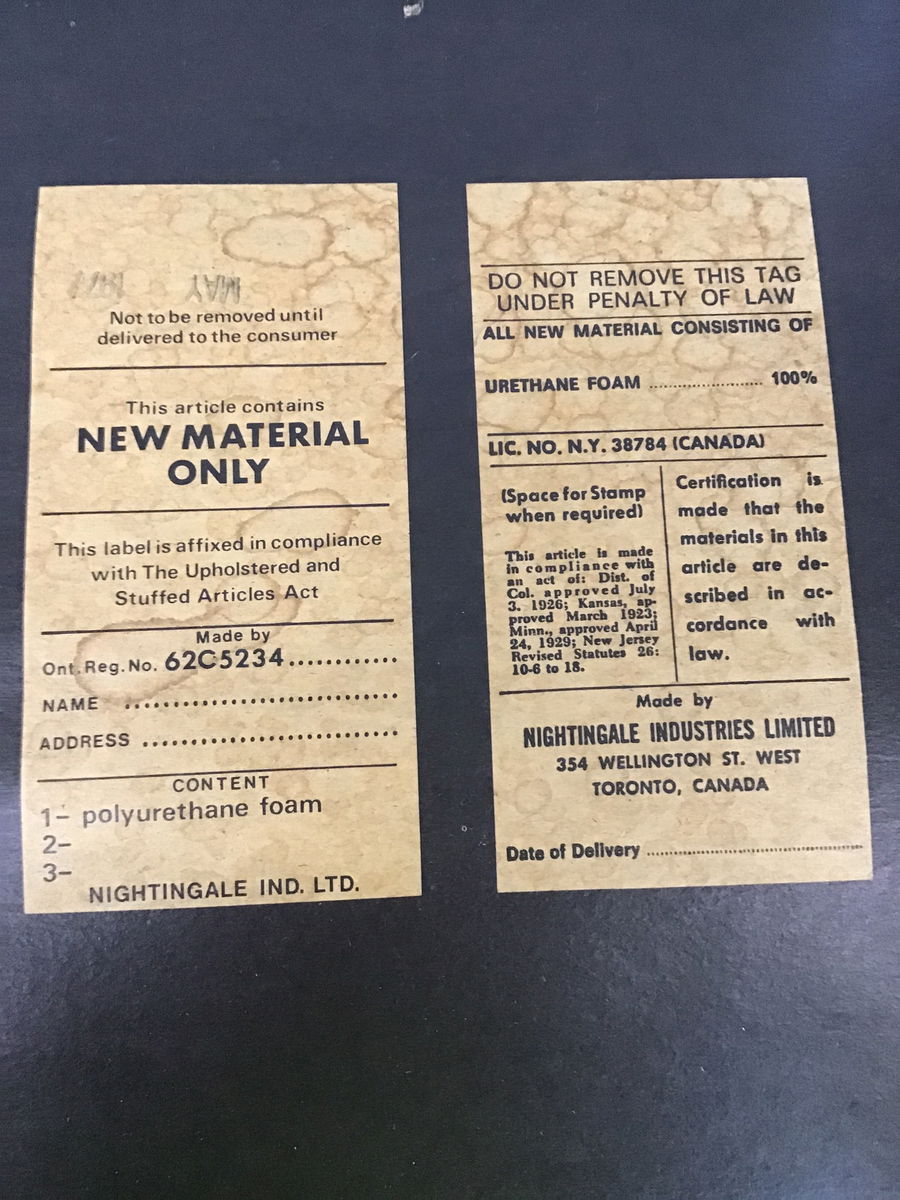 MAY
Not to be removed until
delivered to the consumer
This article contains
NEW MATERIAL
ONLY
This label is affixed in compliance
with The Upholstered and
Stuffed Articles Act
Made by
Ont.Reg.No. 62C5234............
NAME ..............................
ADDRESS ............................
CONTENT
1- polyurethane foam
2-
3-
NIGHTINGALE IND. LTD.
DO NOT REMOVE THIS TAG
UNDER PENALTY OF LAW
ALL NEW MATERIAL CONSISTING OF
URETHANE FOAM ........................ 100%
LIC. NO. N.Y. 38784 (CANADA)
(Space for Stamp
when required)
This article is made
in compliance with
an act of: Dist. of
Col. approved July
3. 1926; Kansas, ap-
proved March 1923;
Minn., approved April
24, 1929; New Jersey
Revised Statutes 26:
10-6 to 18.
Certification is
made that the
materials in this
article are de-
scribed in ac-
cordance with
law.
Made by
NIGHTINGALE INDUSTRIES LIMITED
354 WELLINGTON ST. WEST
TORONTO, CANADA
Date of Delivery ..............................................